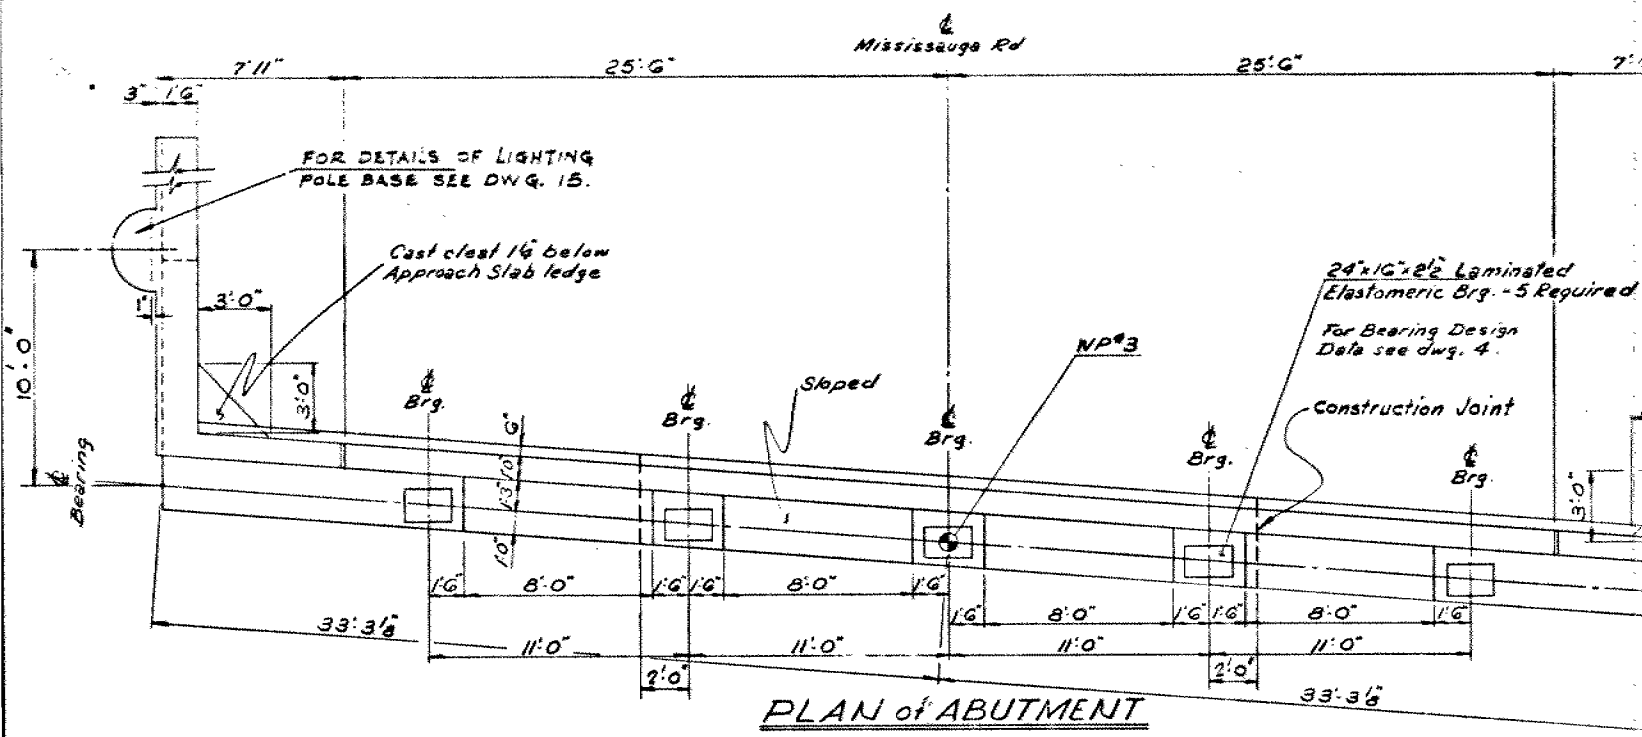 ℄
Mississauga Rd
7'11"
25'-6"
25'-6"
3"
1'6"
FOR DETAILS OF LIGHTING
POLE BASE SEE DWG. 15.
Cast clest 1¼" below
Approach Slab ledge
24"x16"x2½" Laminated
Elastomeric Brg. - 5 Required
For Bearing Design
Data see dwg. 4.
1"
3'-0"
10'-0"
3'-0"
NP#3
Sloped
Construction Joint
℄
Brg.
℄
Brg.
℄
Brg.
℄
Brg.
℄
Brg.
3'-0"
℄
Bearing
6"
10"
1'-3"
1'0"
1'6"
8'-0"
1'6"
1'6"
8'-0"
1'6"
1'6"
8'-0"
1'6"
1'6"
8'-0"
1'6"
33'-3⅛"
11'-0"
11'-0"
11'-0"
11'-0"
2'0"
2'0"
33'-3⅛"
PLAN of ABUTMENT